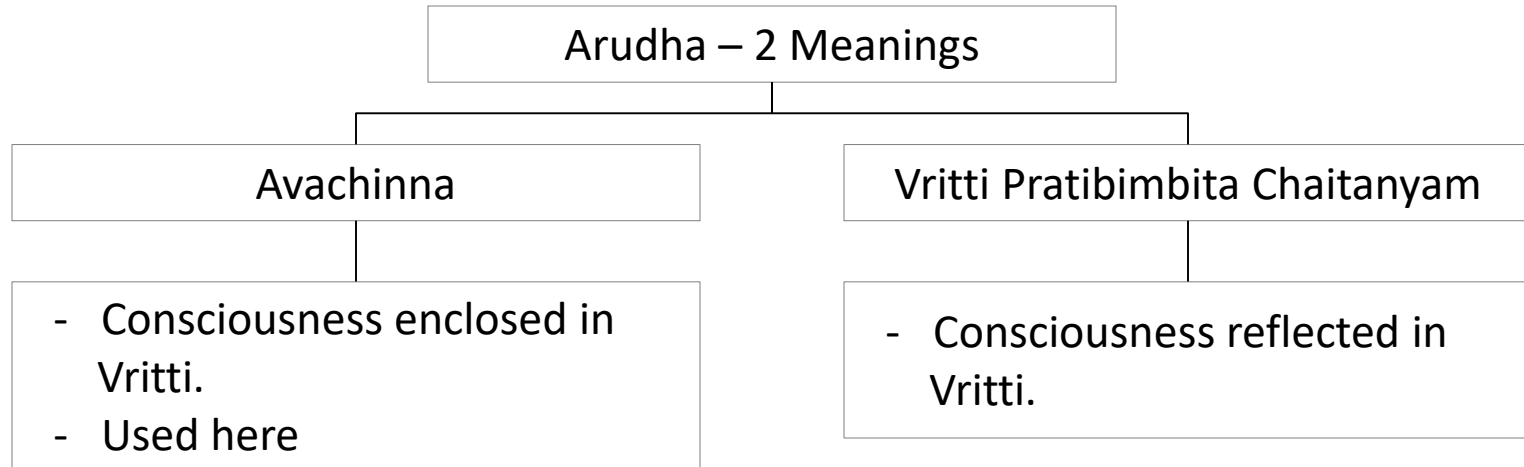 Arudha – 2 Meanings
Avachinna
- Consciousness enclosed in
Vritti.
- Used here
Vritti Pratibimbita Chaitanyam
- Consciousness reflected in
Vritti.